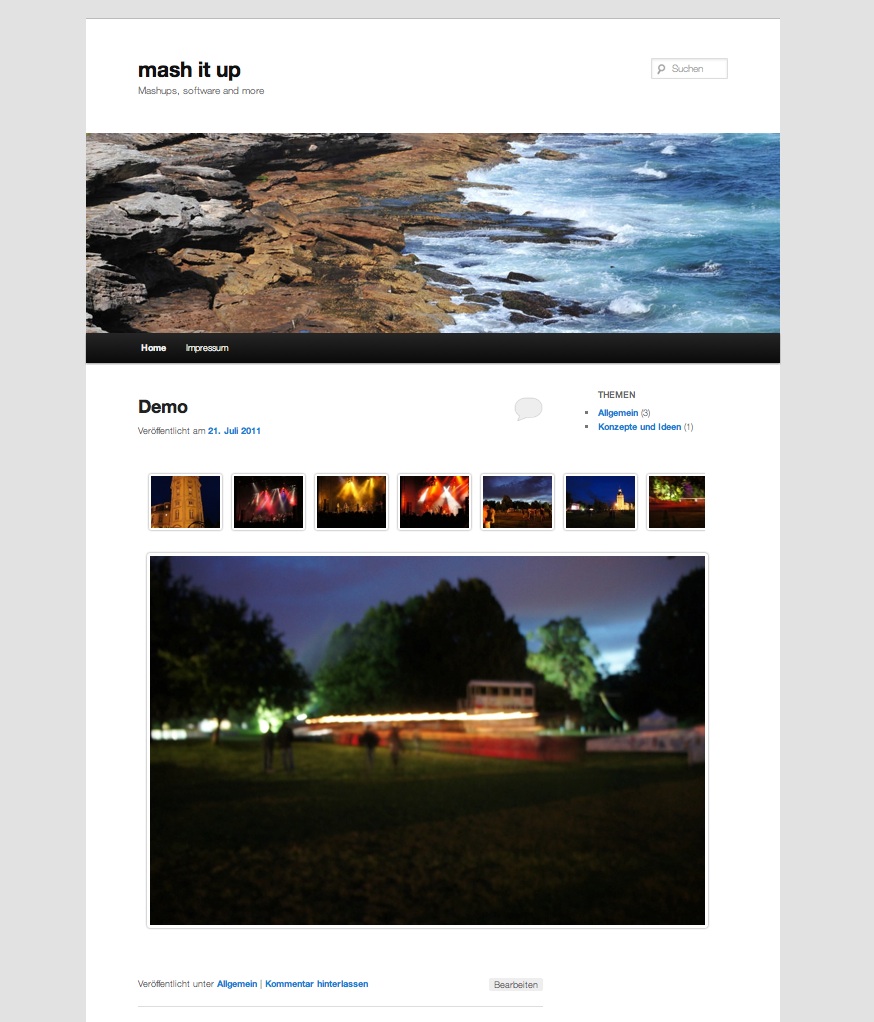 mash it up
Mashups, software and more
Suchen
Home Impressum
Demo
Veröffentlicht am 21. Juli 2011
THEMEN
Allgemein (3)
Konzepte und Ideen (1)
Veröffentlicht unter Allgemein | Kommentar hinterlassen
Bearbeiten